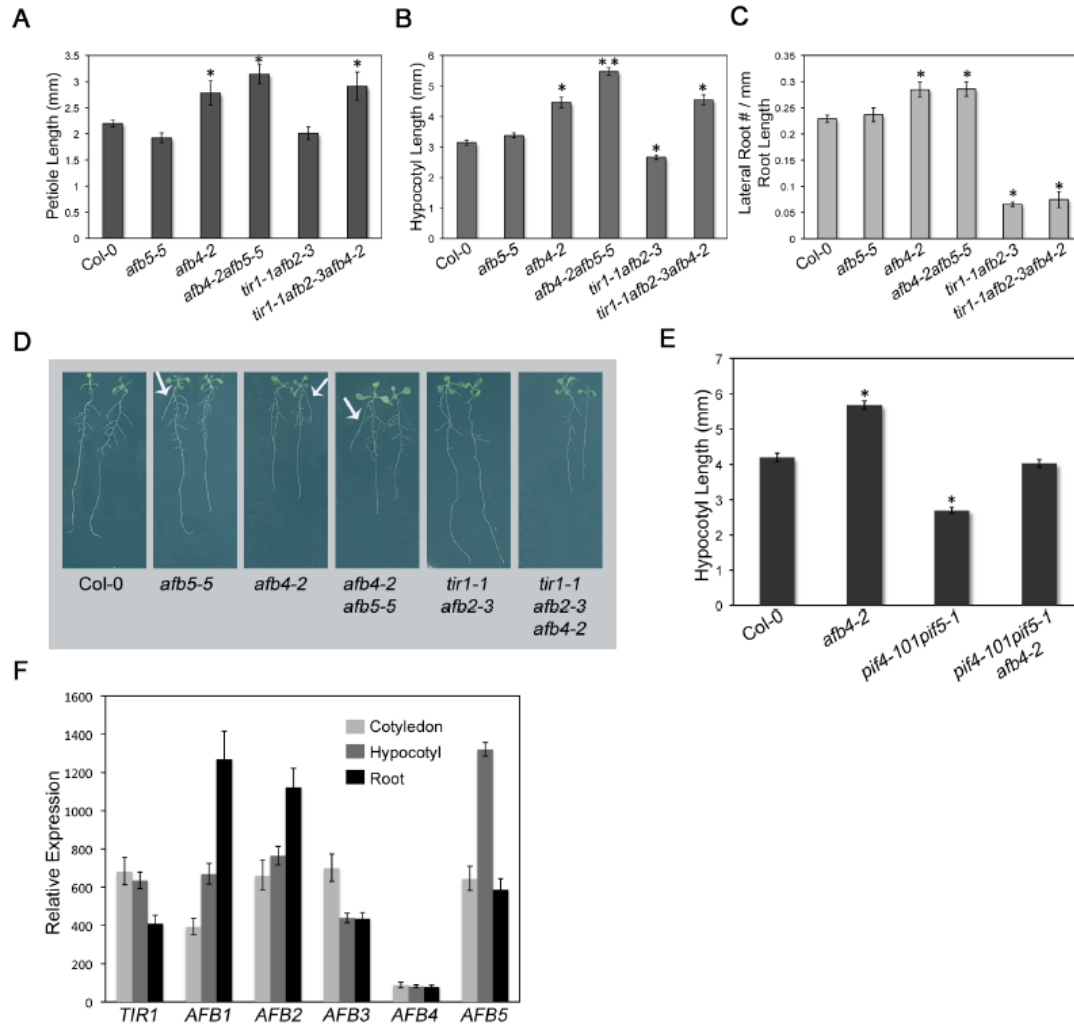 A
Petiole Length (mm)
3.5
3
2.5
2
1.5
1
0.5
0
*
*
*
Col-0
afb5-5
afb4-2
afb4-2afb5-5
tir1-1afb2-3
tir1-1afb2-3afb4-2
B
Hypocotyl Length (mm)
6
5
4
3
2
1
0
*
**
*
*
Col-0
afb5-5
afb4-2
afb4-2afb5-5
tir1-1afb2-3
tir1-1afb2-3afb4-2
C
Lateral Root # / mm
Root Length
0.35
0.3
0.25
0.2
0.15
0.1
0.05
0
*
*
*
*
Col-0
afb5-5
afb4-2
afb4-2afb5-5
tir1-1afb2-3
tir1-1afb2-3afb4-2
D
Col-0
afb5-5
afb4-2
afb4-2
afb5-5
tir1-1
afb2-3
tir1-1
afb2-3
afb4-2
E
Hypocotyl Length (mm)
7
6
5
4
3
2
1
0
*
*
Col-0
afb4-2
pif4-101pif5-1
pif4-101pif5-1
afb4-2
F
Relative Expression
1600
1400
1200
1000
800
600
400
200
0
Cotyledon
Hypocotyl
Root
TIR1
AFB1
AFB2
AFB3
AFB4
AFB5